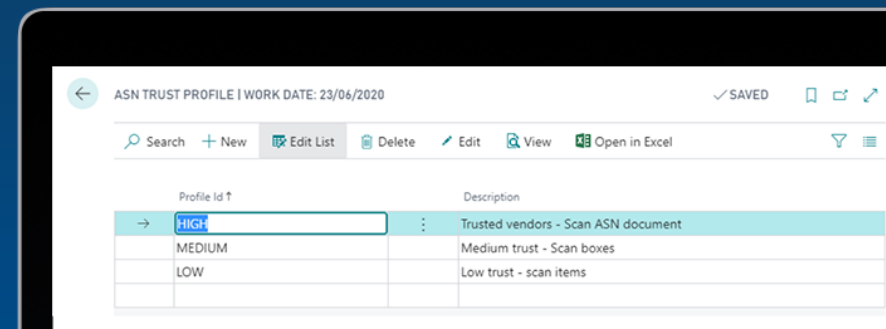 ASN TRUST PROFILE | WORK DATE: 23/06/2020 ✓ SAVED
Search + New Edit List Delete Edit View Open in Excel
Profile Id ↑ Description
→ HIGH ⋮ Trusted vendors - Scan ASN document
MEDIUM Medium trust - Scan boxes
LOW Low trust - scan items